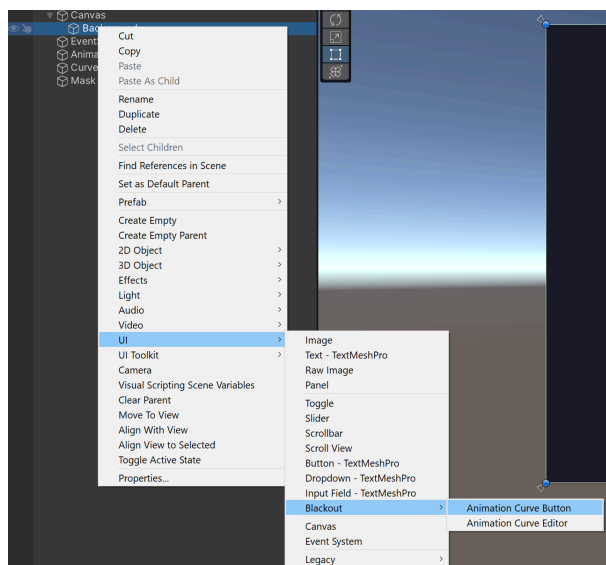 Canvas
Cut
Copy
Paste
Paste As Child
Rename
Duplicate
Delete
Select Children
Find References in Scene
Set as Default Parent
Prefab
Create Empty
Create Empty Parent
2D Object
3D Object
Effects
Light
Audio
Video
UI
UI Toolkit
Camera
Visual Scripting Scene Variables
Clear Parent
Move To View
Align With View
Align View to Selected
Toggle Active State
Properties...
Image
Text - TextMeshPro
Raw Image
Panel
Toggle
Slider
Scrollbar
Scroll View
Button - TextMeshPro
Dropdown - TextMeshPro
Input Field - TextMeshPro
Blackout
Canvas
Event System
Legacy
Animation Curve Button
Animation Curve Editor
Mask